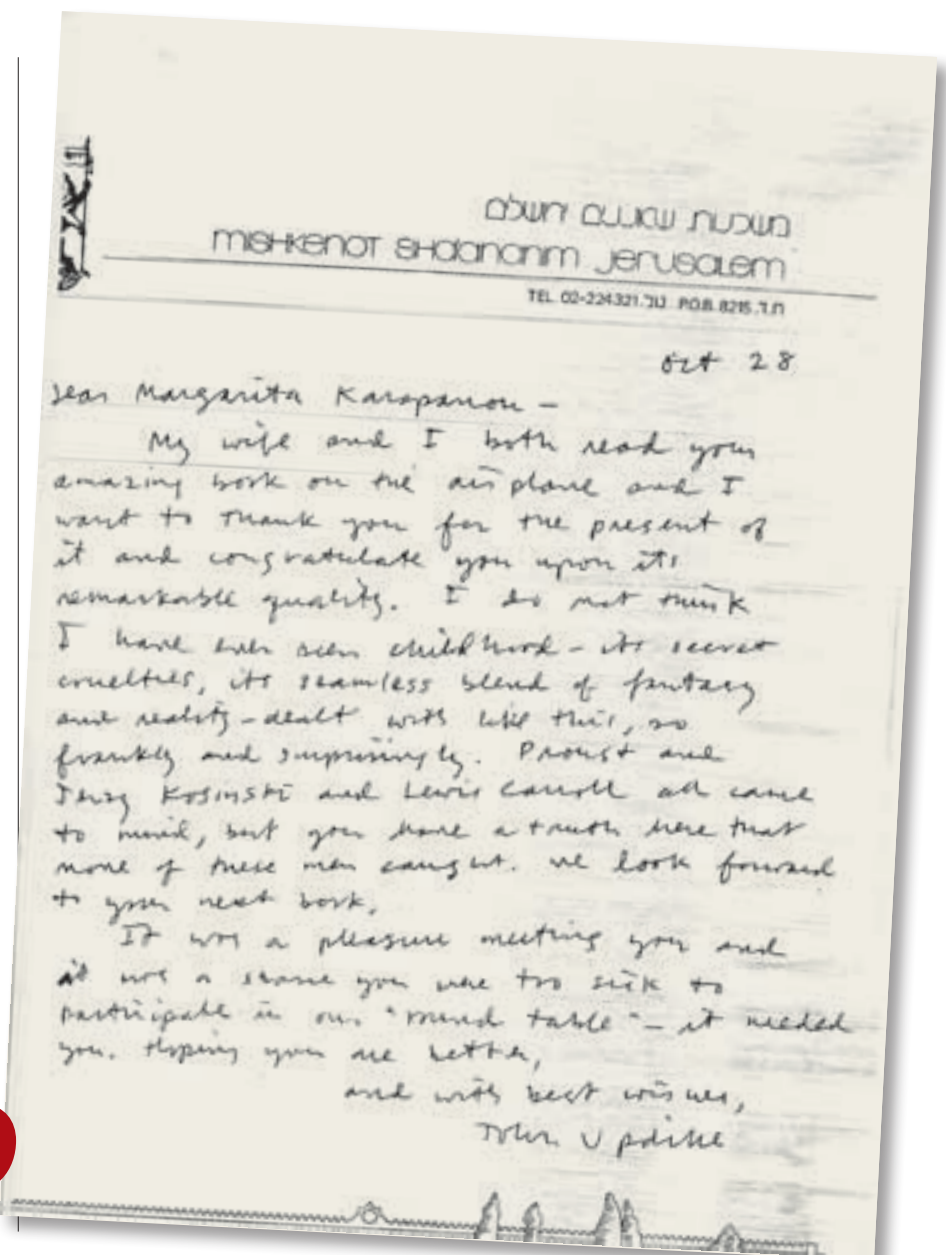 משכנות שאננים ירושלים
mishkenot sha'ananim jerusalem
TEL. 02-224321.טל P.O.B. 8215.ת.ד
Oct 28
Dear Margarita Karapanou –
My wife and I both read your
amazing book on the airplane and I
want to thank you for the present of
it and congratulate you upon its
remarkable quality. I do not think
I have ever seen childhood – its secret
cruelties, its seamless blend of fantasy
and reality – dealt with like this, so
frankly and surprisingly. Proust and
Jerzy Kosinski and Lewis Carroll all came
to mind, but you have a truth here that
none of these men caught. We look forward
to your next book.
It was a pleasure meeting you and
it was a shame you were too sick to
participate in our "round table" – it needed
you. Hoping you are better,
and with best wishes,
John Updike